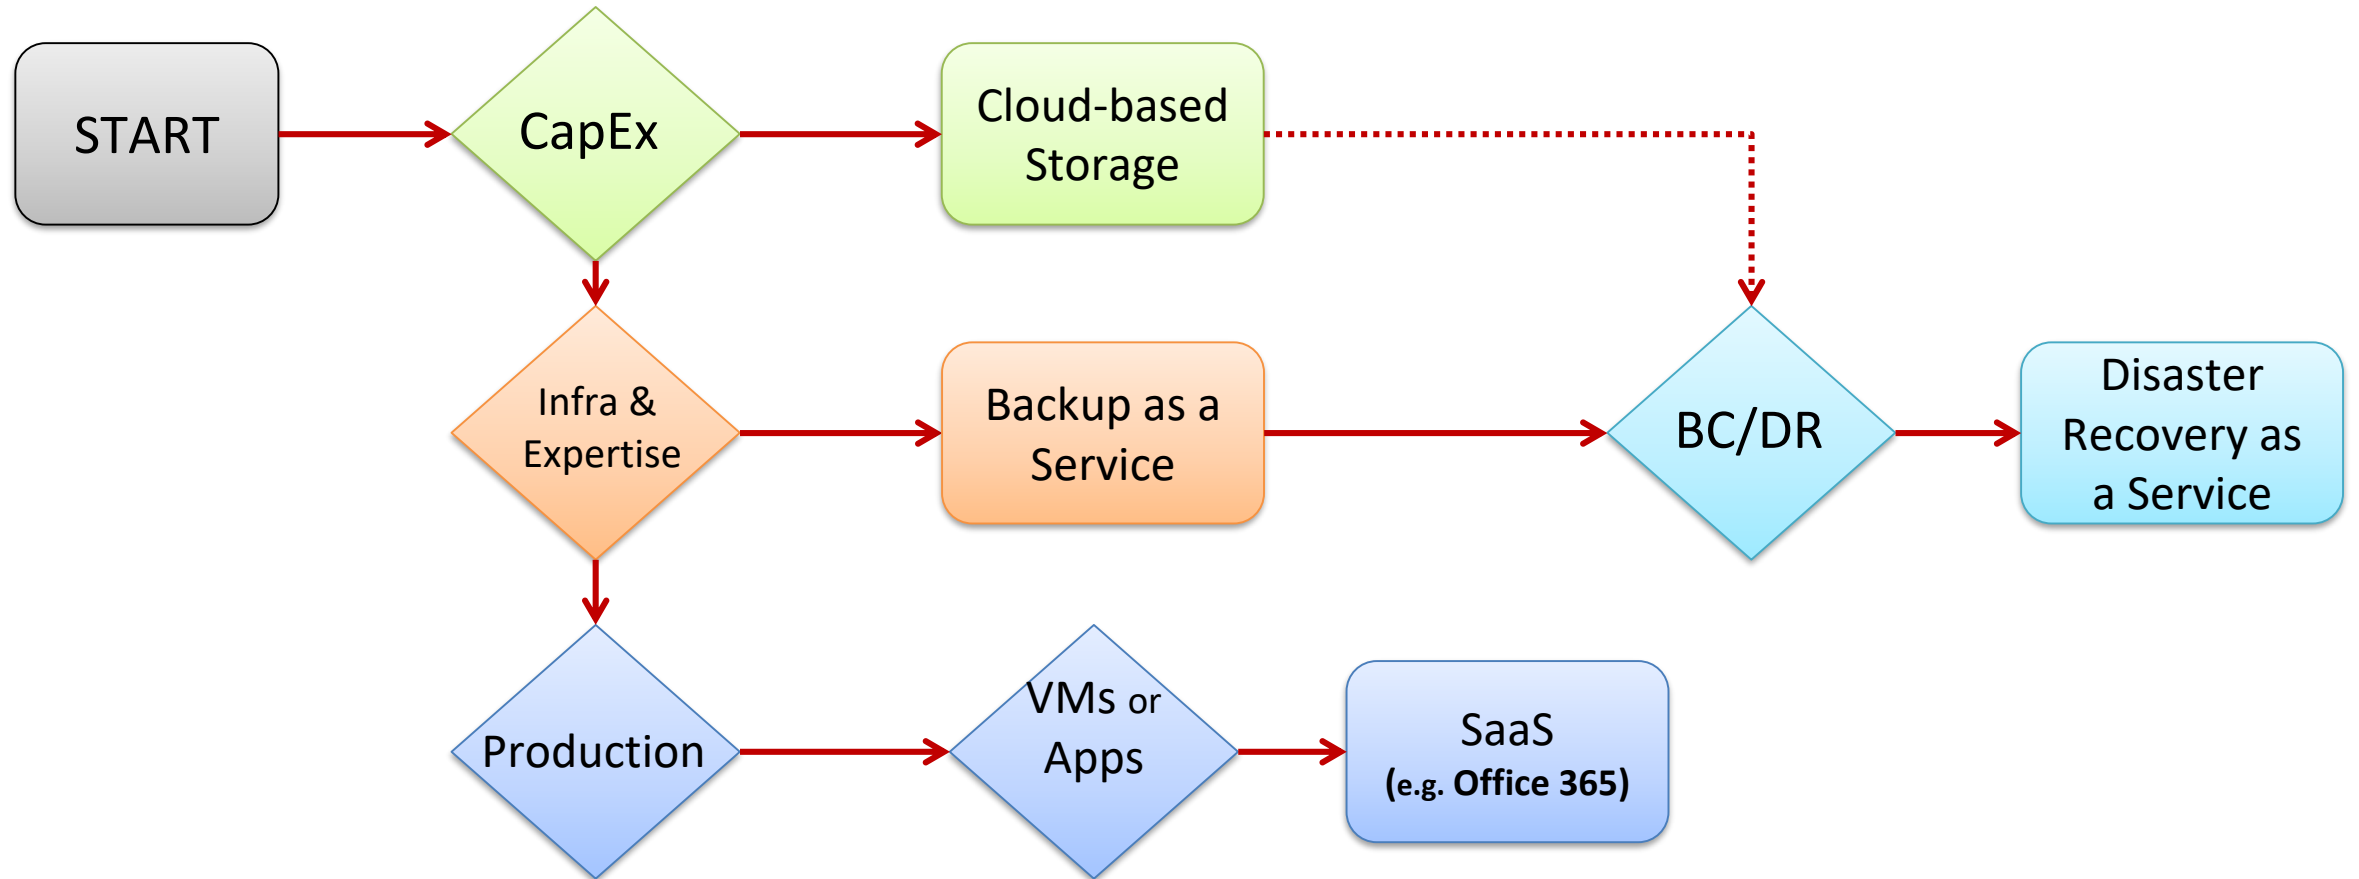 START
CapEx
Cloud-based
Storage
Infra &
Expertise
Backup as a
Service
BC/DR
Disaster
Recovery as
a Service
Production
VMs or
Apps
SaaS
(e.g. Office 365)